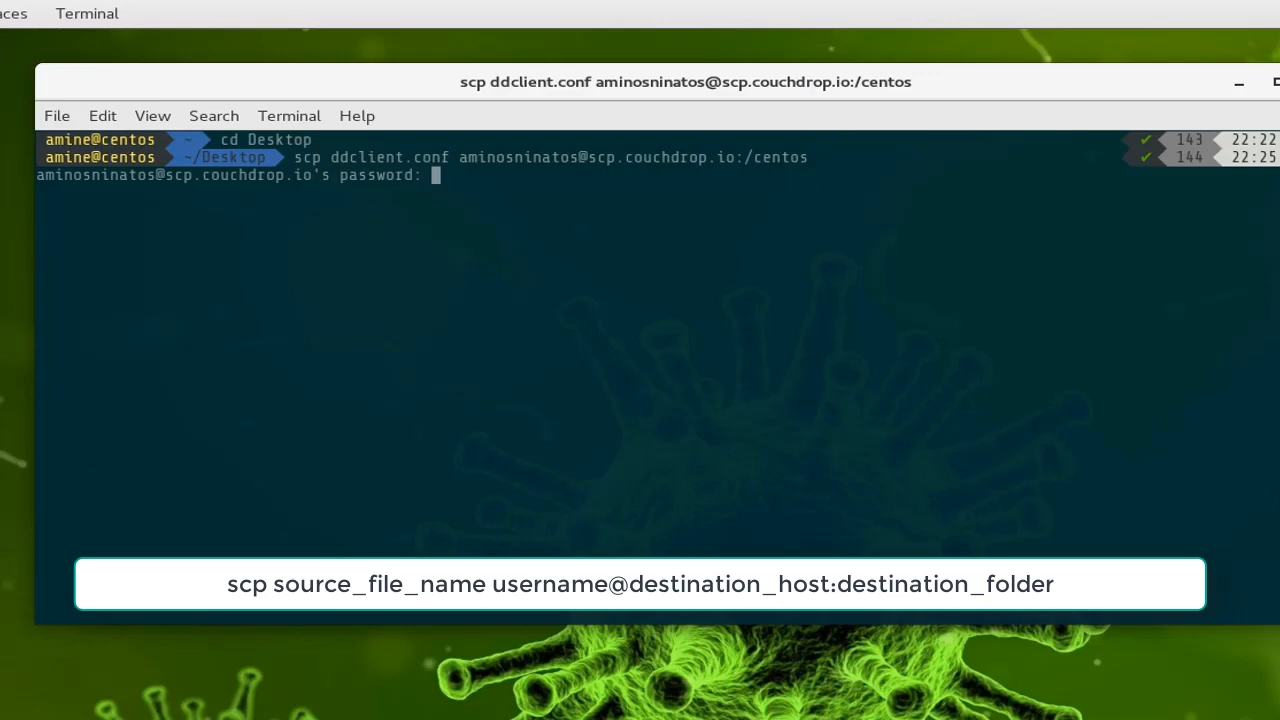 aces Terminal
scp ddclient.conf aminosninatos@scp.couchdrop.io:/centos
File Edit View Search Terminal Help
amine@centos ~ cd Desktop ✔ 143 22:22
amine@centos ~/Desktop scp ddclient.conf aminosninatos@scp.couchdrop.io:/centos ✔ 144 22:25
aminosninatos@scp.couchdrop.io's password:
scp source_file_name username@destination_host:destination_folder